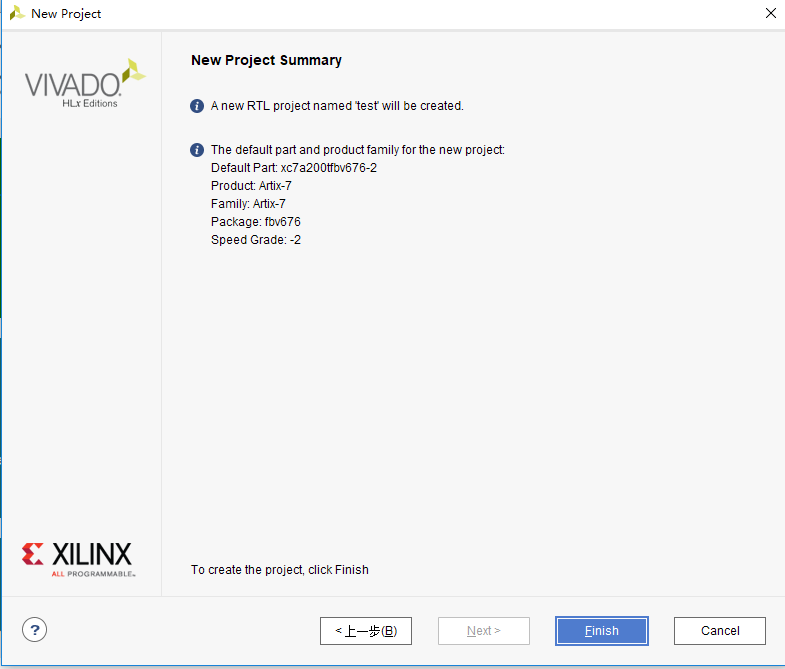 New Project
VIVADO
HLx Editions
New Project Summary
A new RTL project named 'test' will be created.
The default part and product family for the new project:
Default Part: xc7a200tfbv676-2
Product: Artix-7
Family: Artix-7
Package: fbv676
Speed Grade: -2
XILINX
ALL PROGRAMMABLE™
To create the project, click Finish
?
< 上一步(B)
Next >
Finish
Cancel